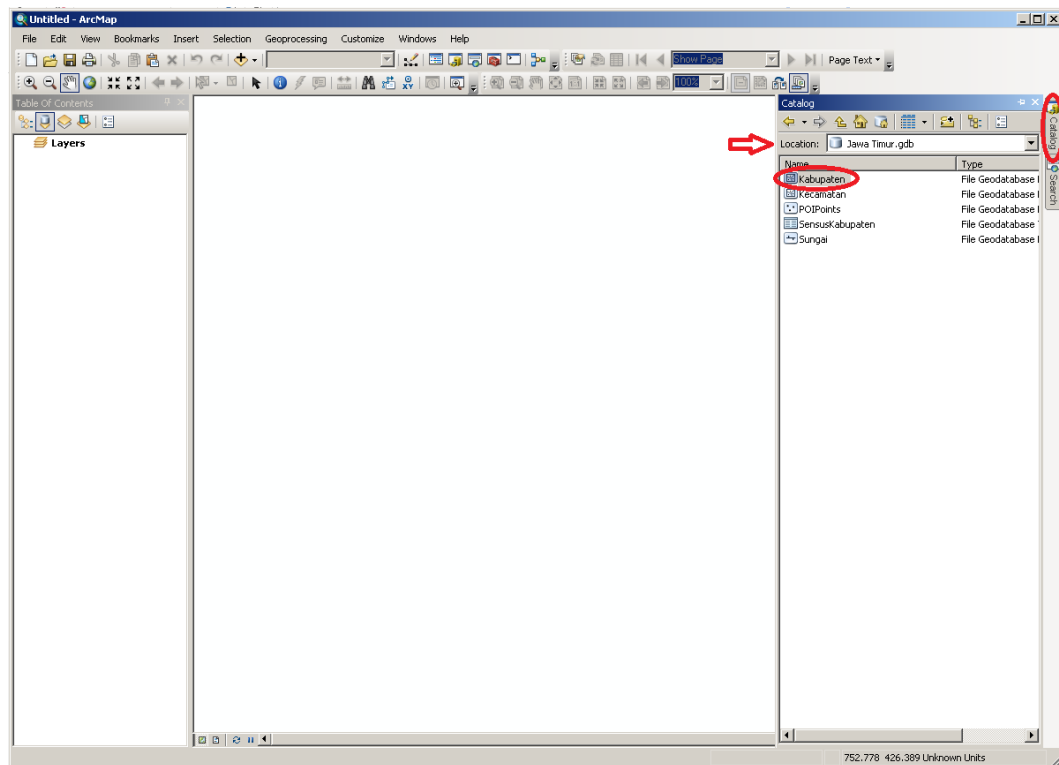 Untitled - ArcMap
File Edit View Bookmarks Insert Selection Geoprocessing Customize Windows Help
Show Page
Page Text
100%
Table Of Contents
Layers
Catalog
Location: Jawa Timur.gdb
Name Type
Kabupaten File Geodatabase
Kecamatan File Geodatabase
POIPoints File Geodatabase
SensusKabupaten File Geodatabase
Sungai File Geodatabase
Catalog
Search
752.778 426.389 Unknown Units